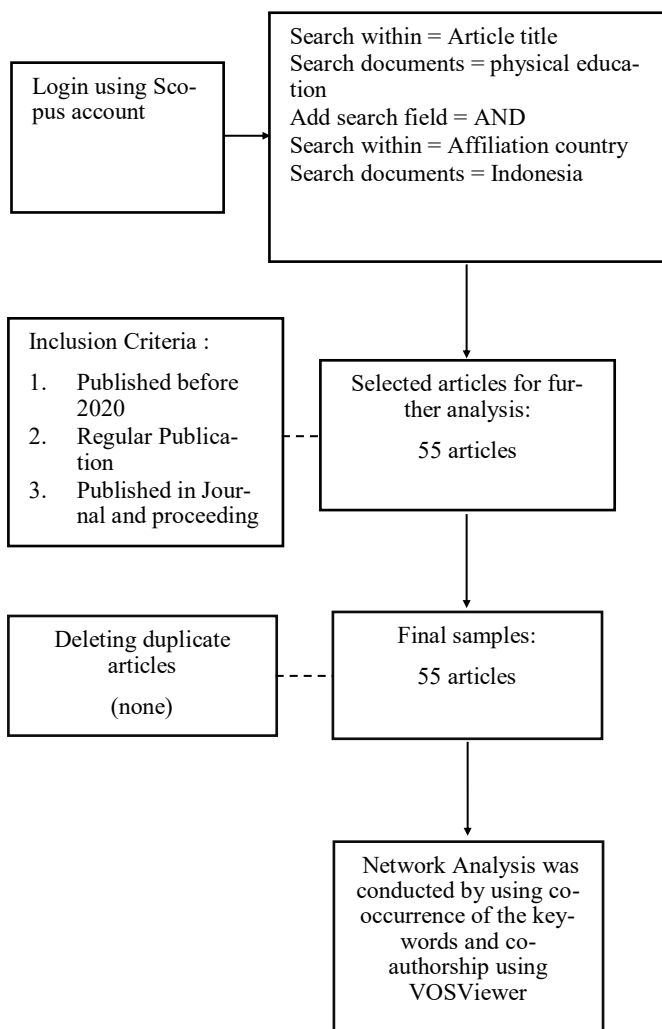 Login using Sco-
pus account
Search within = Article title
Search documents = physical educa-
tion
Add search field = AND
Search within = Affiliation country
Search documents = Indonesia
Inclusion Criteria :
1. Published before
2020
2. Regular Publica-
tion
3. Published in Jour-
nal and proceeding
Selected articles for fur-
ther analysis:
55 articles
Deleting duplicate
articles
(none)
Final samples:
55 articles
Network Analysis was
conducted by using co-
occurrence of the key-
words and co-
authorship using
VOSViewer